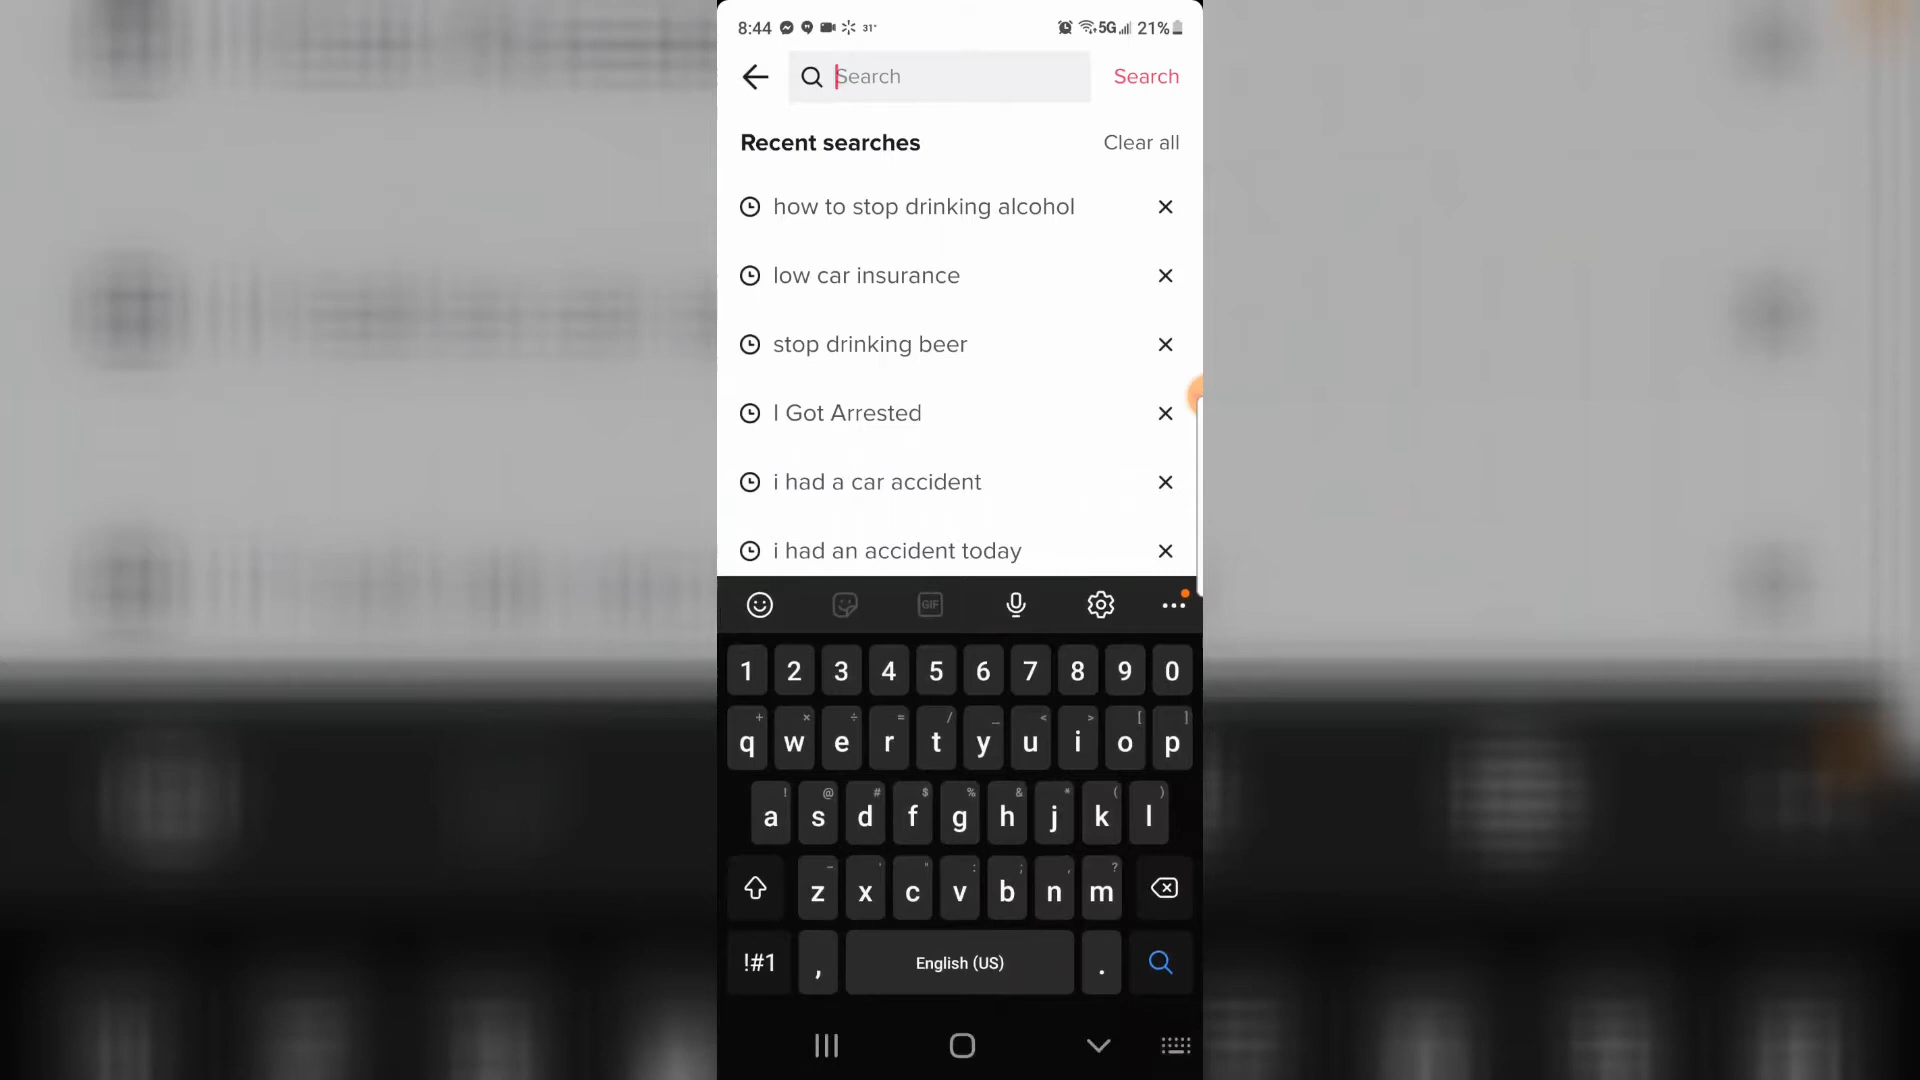 8:44 31° 5G 21%
Search Search
Recent searches Clear all
how to stop drinking alcohol
low car insurance
stop drinking beer
I Got Arrested
i had a car accident
i had an accident today
GIF
1 2 3 4 5 6 7 8 9 0
+ × ÷ = / _ < > [ ]
q w e r t y u i o p
! @ # $ % & * ( )
a s d f g h j k l
- ' " : ; , ?
z x c v b n m
!#1 , English (US) .